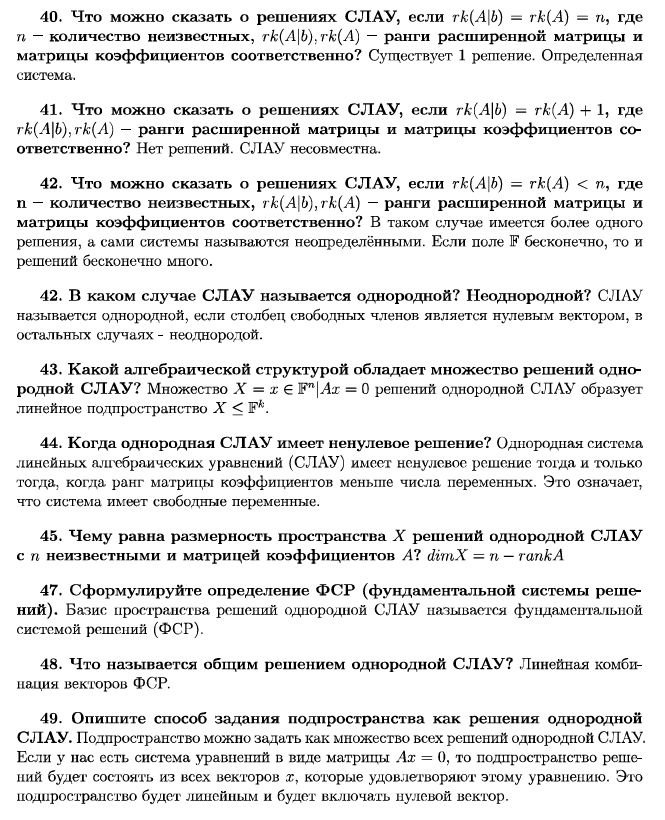 40. Что можно сказать о решениях СЛАУ, если rk(A|b) = rk(A) = n, где
n − количество неизвестных, rk(A|b), rk(A) − ранги расширенной матрицы и
матрицы коэффициентов соответственно? Существует 1 решение. Определенная
система.
41. Что можно сказать о решениях СЛАУ, если rk(A|b) = rk(A) + 1, где
rk(A|b), rk(A) − ранги расширенной матрицы и матрицы коэффициентов со-
ответственно? Нет решений. СЛАУ несовместна.
42. Что можно сказать о решениях СЛАУ, если rk(A|b) = rk(A) < n, где
n − количество неизвестных, rk(A|b), rk(A) − ранги расширенной матрицы и
матрицы коэффициентов соответственно? В таком случае имеется более одного
решения, а сами системы называются неопределёнными. Если поле 𝔽 бесконечно, то и
решений бесконечно много.
42. В каком случае СЛАУ называется однородной? Неоднородной? СЛАУ
называется однородной, если столбец свободных членов является нулевым вектором, в
остальных случаях - неоднородой.
43. Какой алгебраической структурой обладает множество решений одно-
родной СЛАУ? Множество X = x ∈ 𝔽ⁿ|Ax = 0 решений однородной СЛАУ образует
линейное подпространство X ≤ 𝔽ᵏ.
44. Когда однородная СЛАУ имеет ненулевое решение? Однородная система
линейных алгебраических уравнений (СЛАУ) имеет ненулевое решение тогда и только
тогда, когда ранг матрицы коэффициентов меньше числа переменных. Это означает,
что система имеет свободные переменные.
45. Чему равна размерность пространства X решений однородной СЛАУ
с n неизвестными и матрицей коэффициентов A? dimX = n − rankA
47. Сформулируйте определение ФСР (фундаментальной системы реше-
ний). Базис пространства решений однородной СЛАУ называется фундаментальной
системой решений (ФСР).
48. Что называется общим решением однородной СЛАУ? Линейная комби-
нация векторов ФСР.
49. Опишите способ задания подпространства как решения однородной
СЛАУ. Подпространство можно задать как множество всех решений однородной СЛАУ.
Если у нас есть система уравнений в виде матрицы Ax = 0, то подпространство реше-
ний будет состоять из всех векторов x, которые удовлетворяют этому уравнению. Это
подпространство будет линейным и будет включать нулевой вектор.